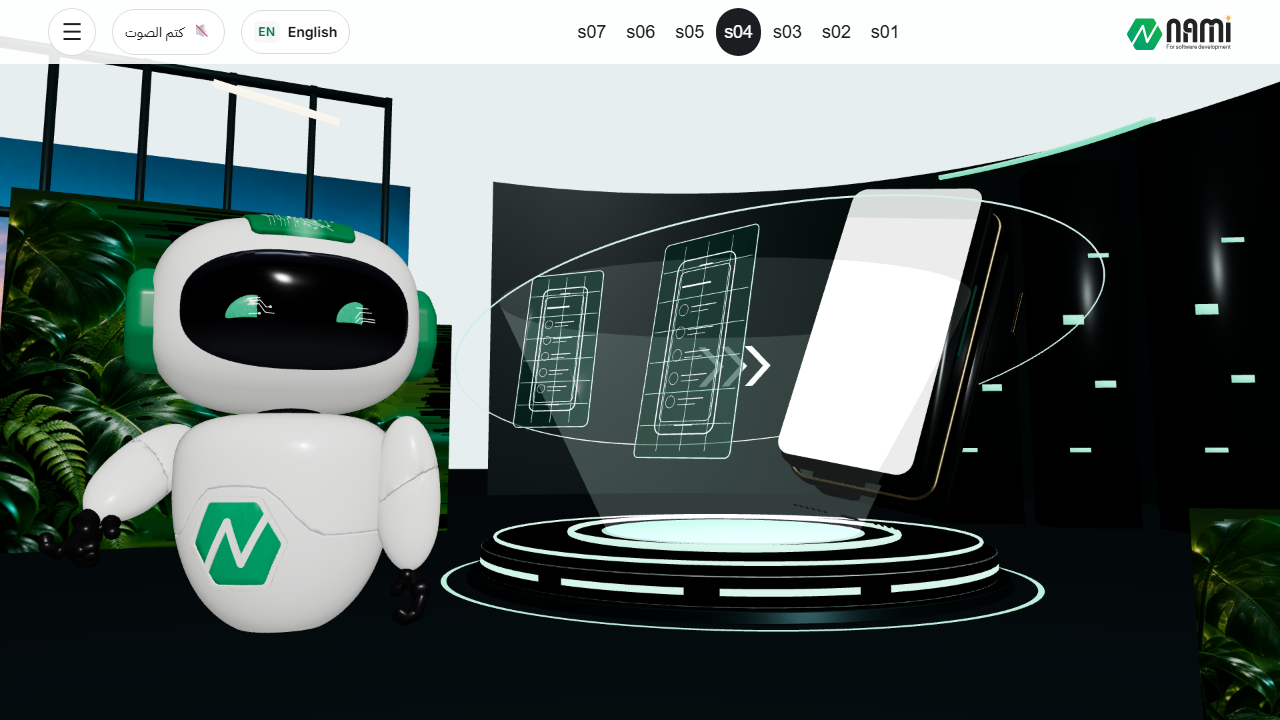 NAMI
For software development
s01
s02
s03
s04
s05
s06
s07
EN English
كتم الصوت